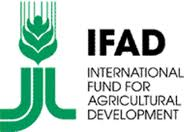 IFAD
INTERNATIONAL
FUND FOR
AGRICULTURAL
DEVELOPMENT